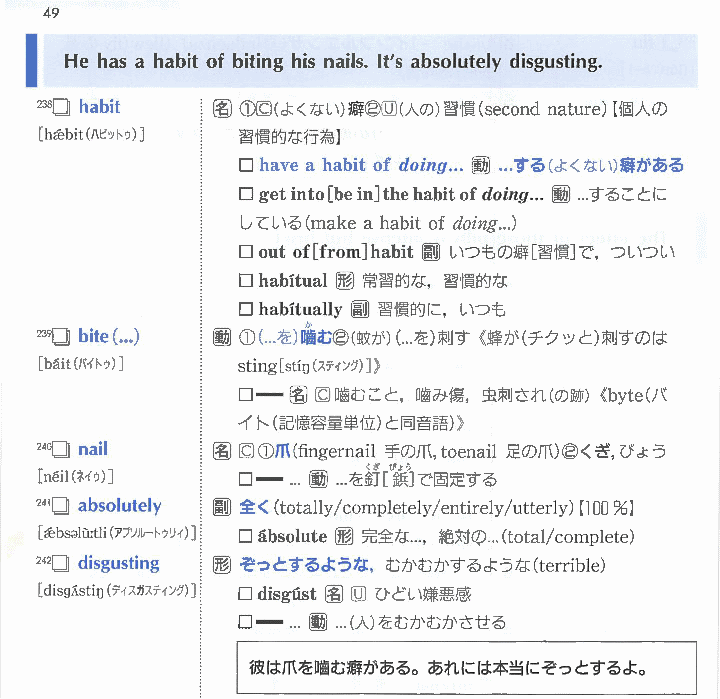 49
He has a habit of biting his nails. It's absolutely disgusting.
238 □ habit
[hǽbit(ハビットゥ)]
名 ①C(よくない)癖②U(人の)習慣(second nature)【個人の
習慣的な行為】
□ have a habit of doing... 動 ...する(よくない)癖がある
□ get into[be in]the habit of doing... 動 ...することに
している(make a habit of doing...)
□ out of[from]habit 副 いつもの癖[習慣]で，ついつい
□ habítual 形 常習的な，習慣的な
□ habítually 副 習慣的に，いつも
239 □ bite(...)
[báit(バイトゥ)]
動 ①(...を)噛む②(蚊が)(...を)刺す《蜂が(チクッと)刺すのは
sting[stíŋ(スティング)]》
□━ 名 C 噛むこと，噛み傷，虫刺され(の跡)《byte(バ
イト(記憶容量単位)と同音語)》
240 □ nail
[néil(ネイゥ)]
名 C ①爪(fingernail 手の爪, toenail 足の爪)②くぎ, びょう
□━ ... 動 ...を釘[鋲]で固定する
241 □ absolutely
[ǽbsəlùːtli(アブソルートゥリィ)]
副 全く(totally/completely/entirely/utterly)【100％】
□ ábsolute 形 完全な...，絶対の...(total/complete)
242 □ disgusting
[disgʌ́stiŋ(ディスガスティング)]
形 ぞっとするような，むかむかするような(terrible)
□ disgúst 名 U ひどい嫌悪感
□━ ... 動 ...(人)をむかむかさせる
彼は爪を噛む癖がある。あれには本当にぞっとするよ。